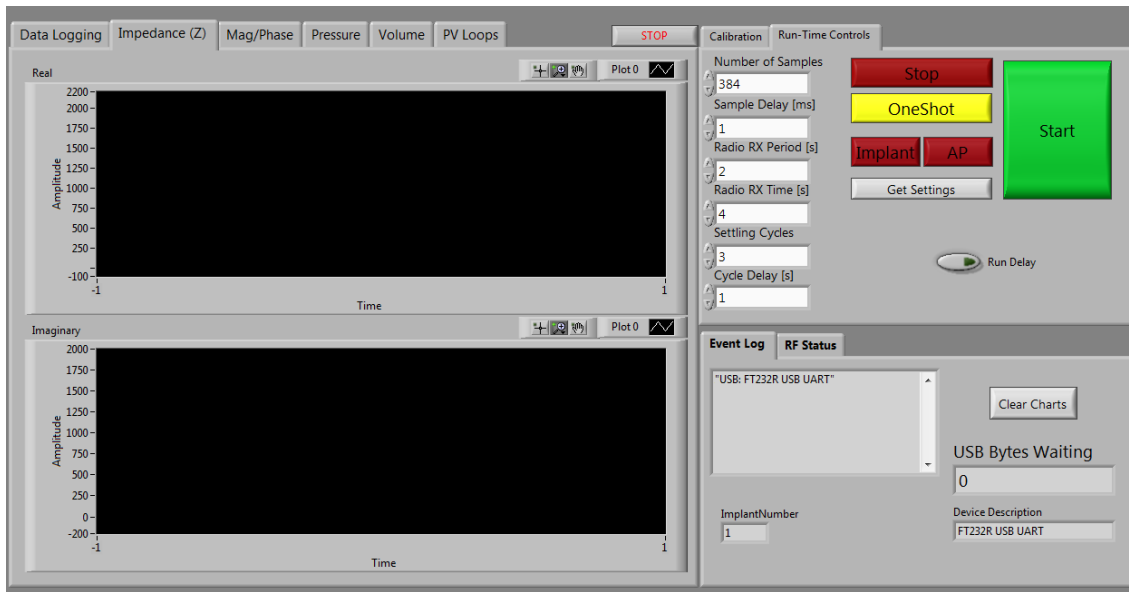 Data Logging Impedance (Z) Mag/Phase Pressure Volume PV Loops STOP
Real Plot 0
2200
2000
1750
1500
1250
1000
750
500
250
-100
Amplitude
-1 1
Time
Imaginary Plot 0
2000
1750
1500
1250
1000
750
500
250
0
-200
Amplitude
-1 1
Time
Calibration Run-Time Controls
Number of Samples
384
Sample Delay [ms]
1
Radio RX Period [s]
2
Radio RX Time [s]
4
Settling Cycles
3
Cycle Delay [s]
1
Stop
OneShot
Start
Implant AP
Get Settings
Run Delay
Event Log RF Status
"USB: FT232R USB UART"
Clear Charts
USB Bytes Waiting
0
ImplantNumber
1
Device Description
FT232R USB UART